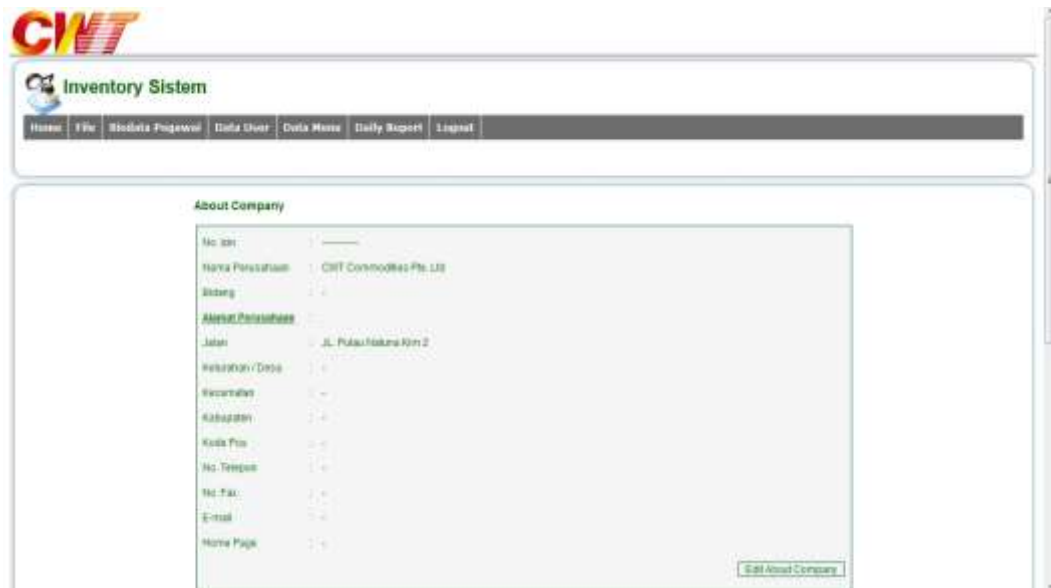 CWT
Inventory Sistem
Home File Biodata Pegawai Data User Data Menu Daily Report Logout
About Company
No. Ijin : ----------
Nama Perusahaan : CWT Commodities Pte. Ltd
Bidang : -
Alamat Perusahaan :
Jalan : JL. Pulau Natuna Kim 2
Kelurahan / Desa : -
Kecamatan : -
Kabupaten : -
Kode Pos : -
No. Telepon : -
No. Fax. : -
E-mail : -
Home Page : -
Edit About Company